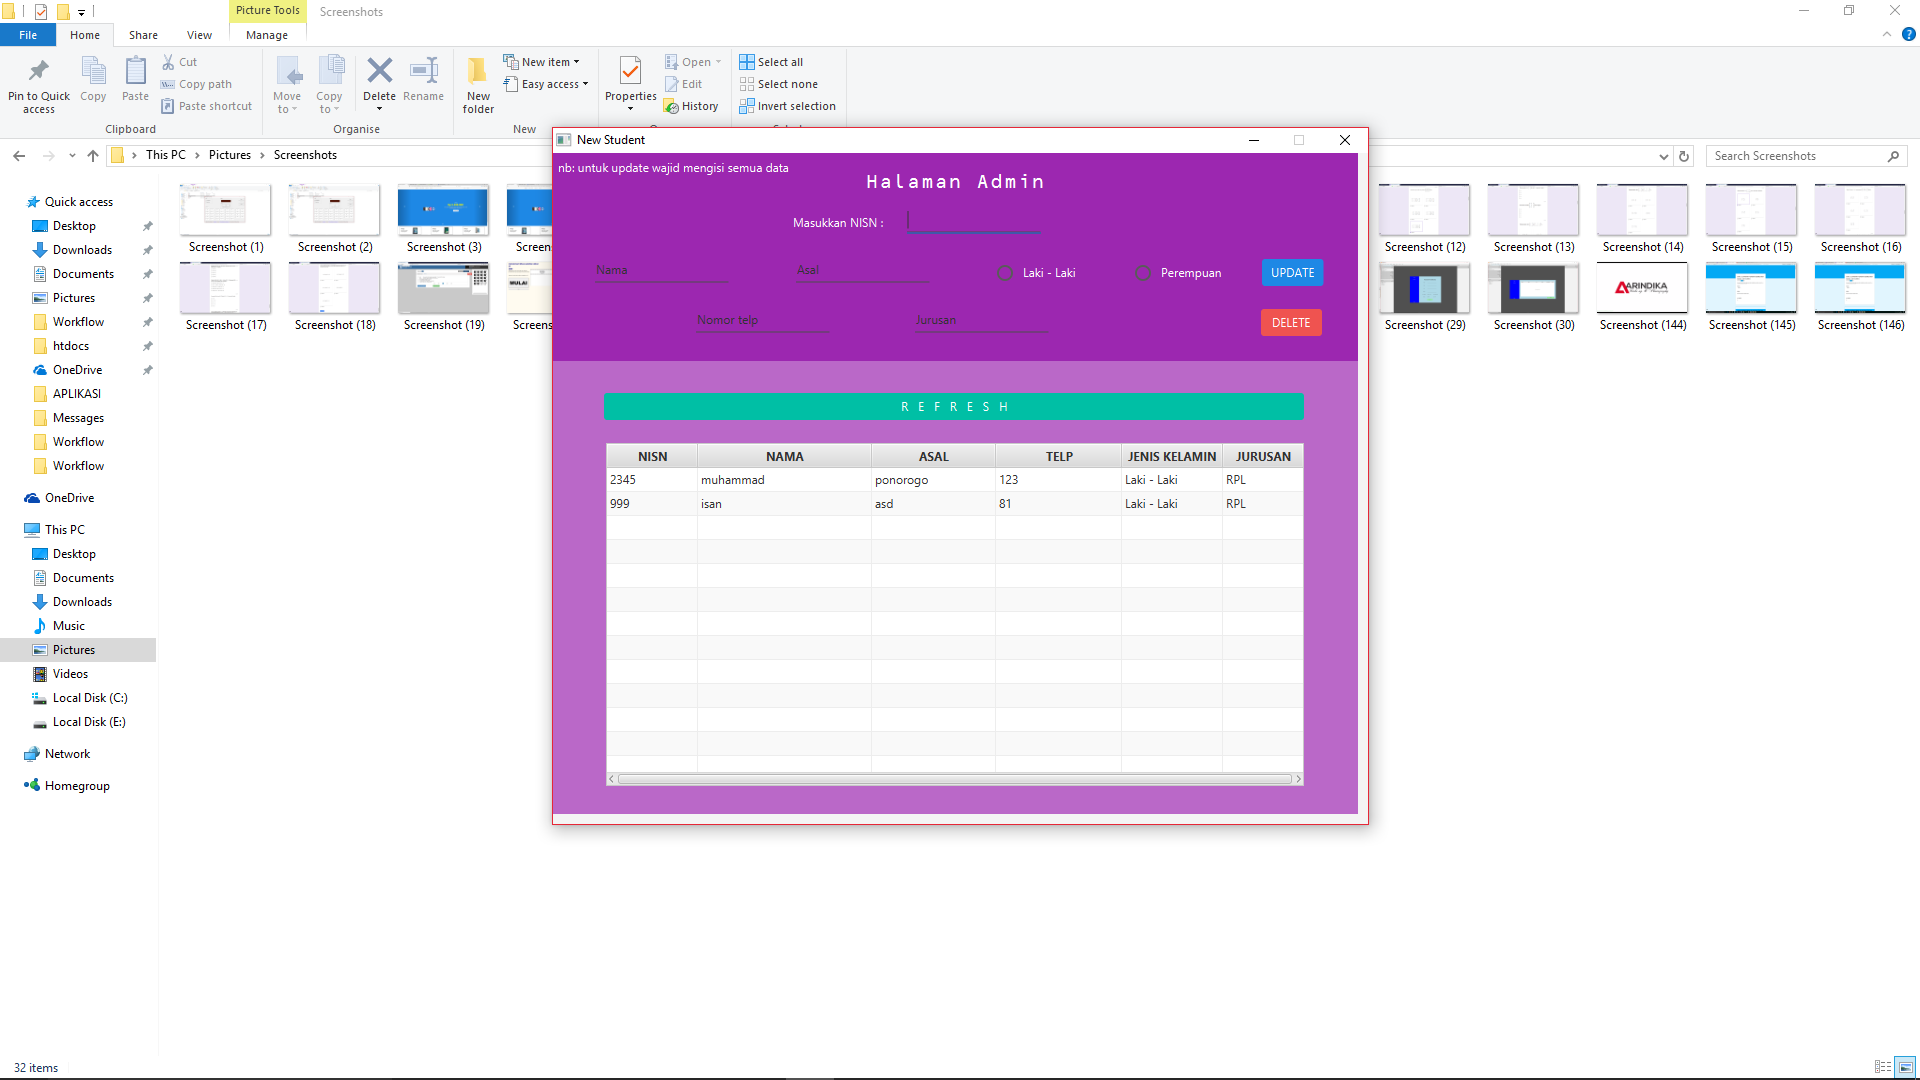 Picture Tools
Screenshots
File
Home
Share
View
Manage
Pin to Quick access
Copy
Paste
Cut
Copy path
Paste shortcut
Clipboard
Move to
Copy to
Delete
Rename
Organise
New folder
New item
Easy access
New
Properties
Open
Edit
History
Select all
Select none
Invert selection
This PC
Pictures
Screenshots
Search Screenshots
Quick access
Desktop
Downloads
Documents
Pictures
Workflow
htdocs
OneDrive
APLIKASI
Messages
Workflow
Workflow
OneDrive
This PC
Desktop
Documents
Downloads
Music
Pictures
Videos
Local Disk (C:)
Local Disk (E:)
Network
Homegroup
Screenshot (1)
Screenshot (2)
Screenshot (3)
Screenshot (12)
Screenshot (13)
Screenshot (14)
Screenshot (15)
Screenshot (16)
MULAI
ARINDIKA
Screenshot (17)
Screenshot (18)
Screenshot (19)
Screenshot (29)
Screenshot (30)
Screenshot (144)
Screenshot (145)
Screenshot (146)
New Student
nb: untuk update wajid mengisi semua data
Halaman Admin
Masukkan NISN :
Nama
Asal
Laki - Laki
Perempuan
UPDATE
Nomor telp
Jurusan
DELETE
R E F R E S H
NISN NAMA ASAL TELP JENIS KELAMIN JURUSAN
2345 muhammad ponorogo 123 Laki - Laki RPL
999 isan asd 81 Laki - Laki RPL
32 items